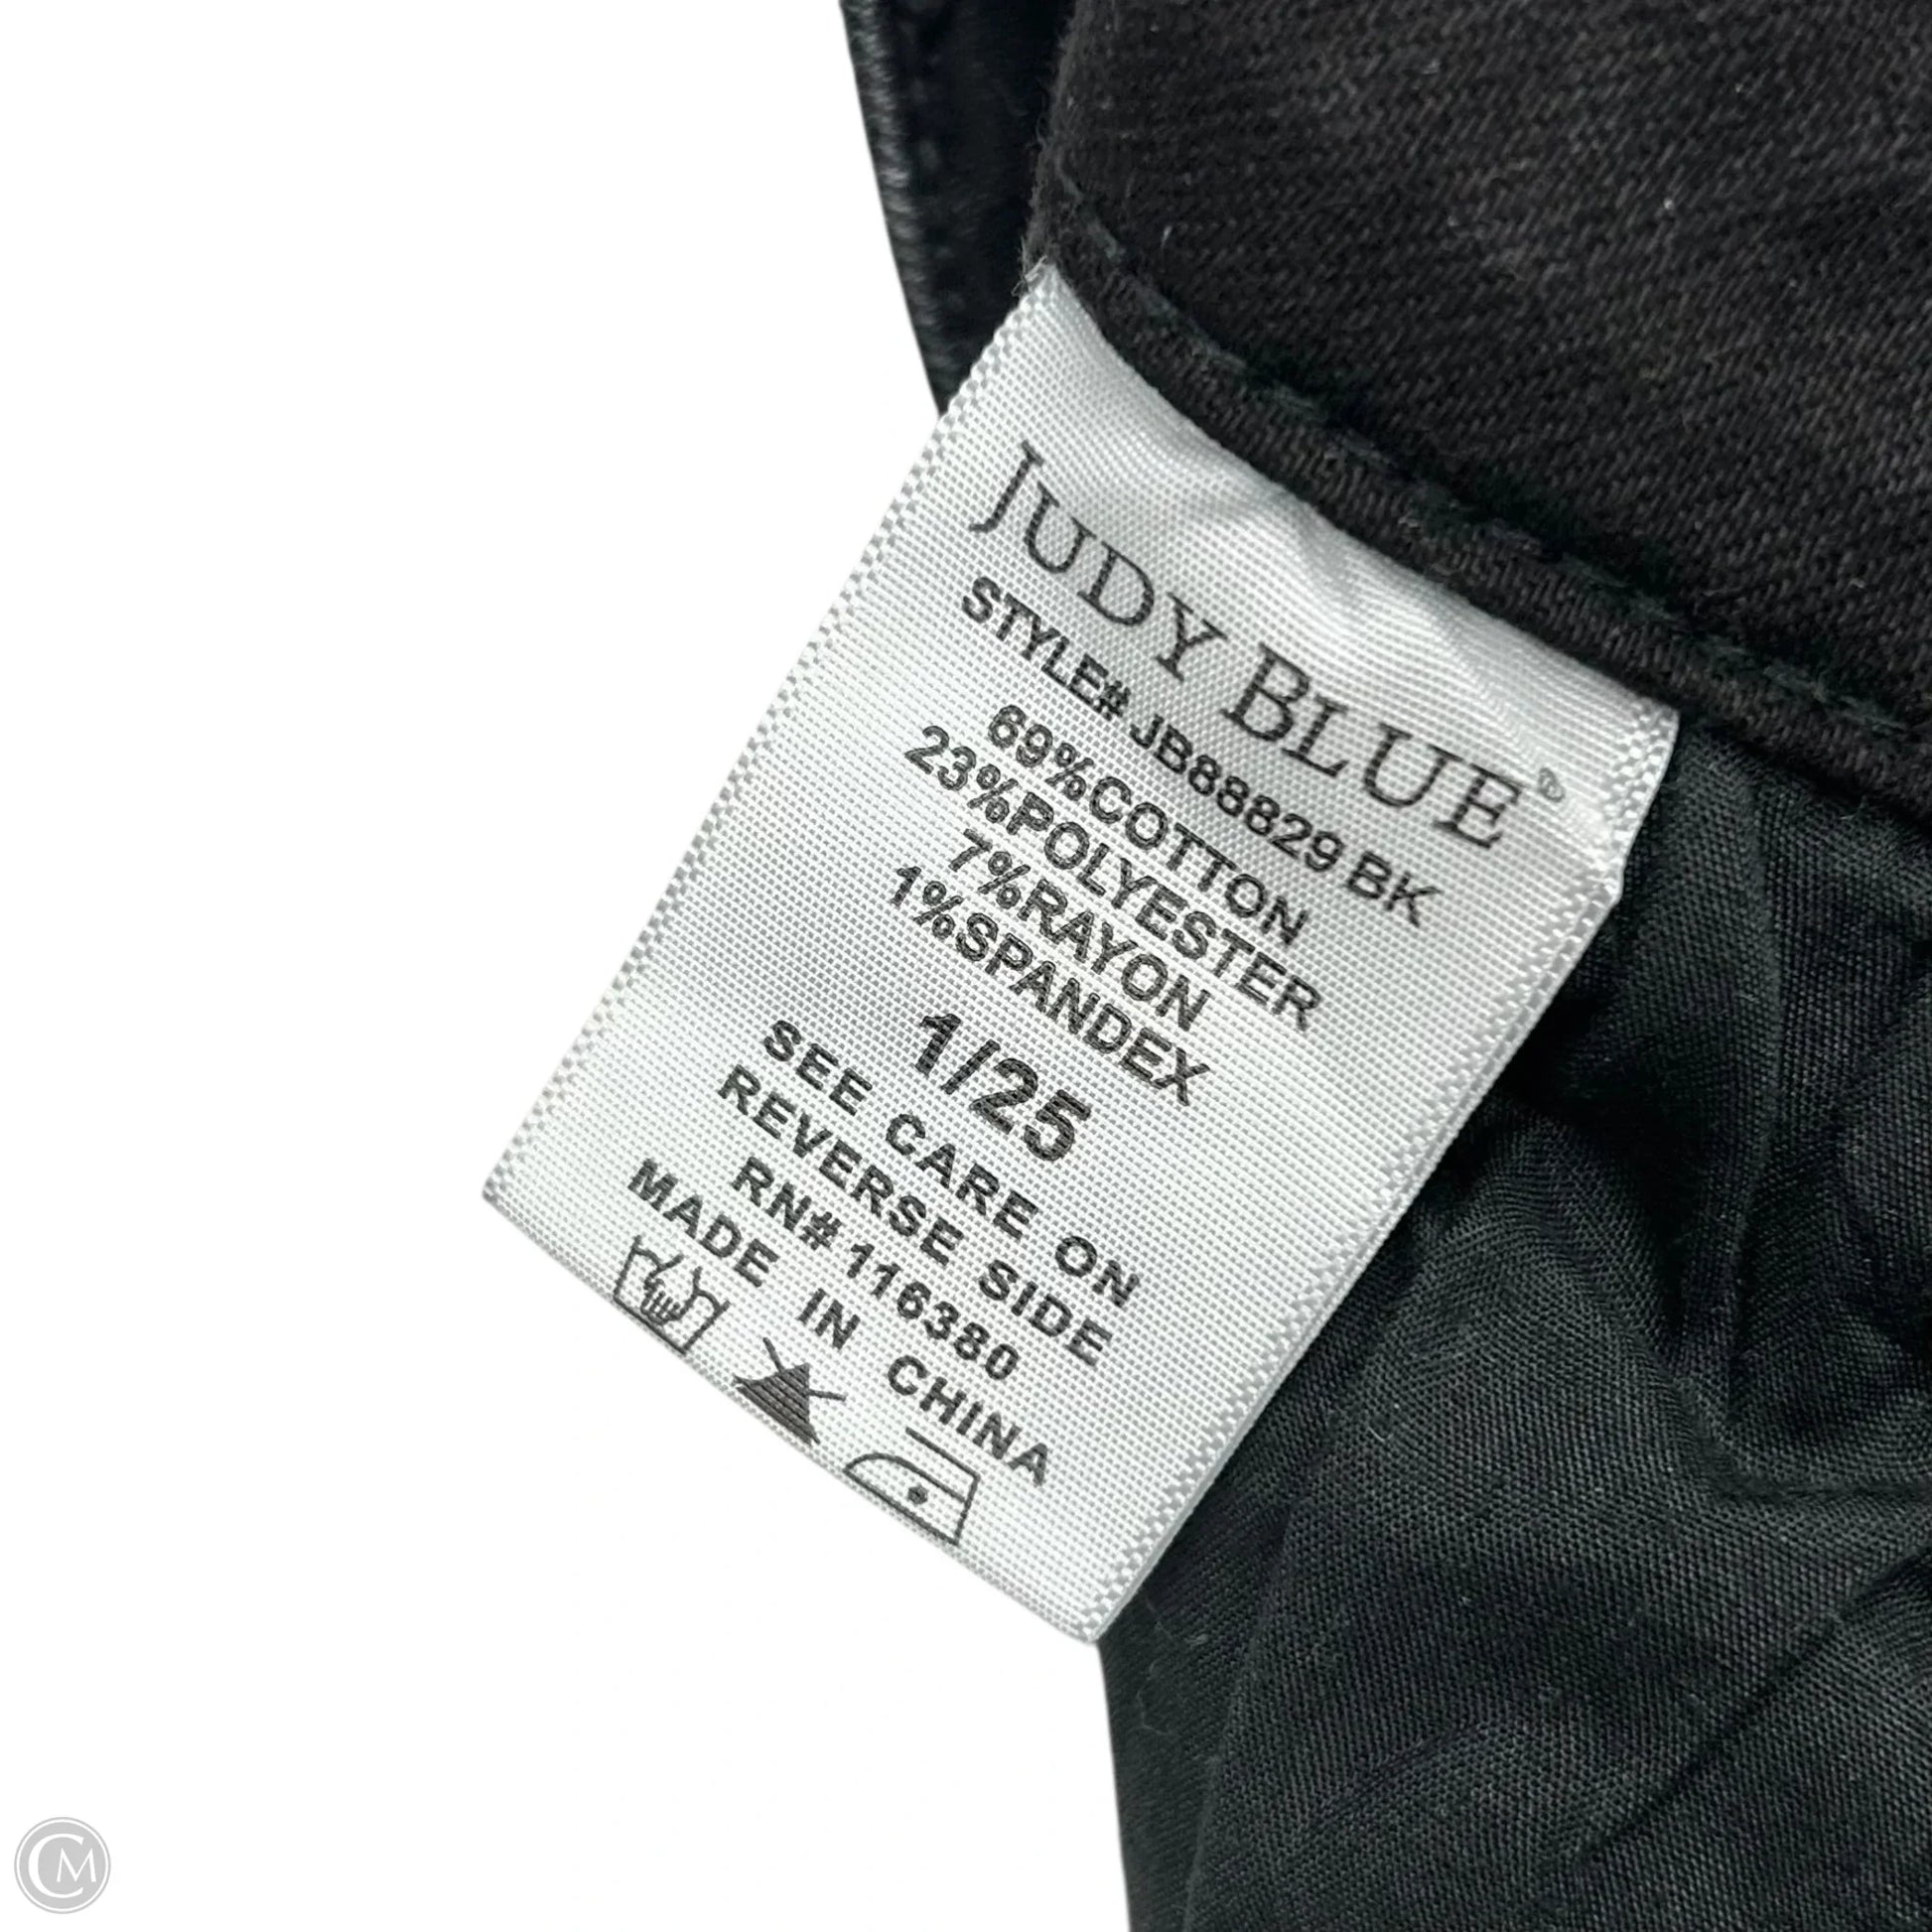 JUDY BLUE®
STYLE# JB88829 BK
69%COTTON
23%POLYESTER
7%RAYON
1%SPANDEX
1/25
SEE CARE ON
REVERSE SIDE
RN# 116380
MADE IN CHINA
CM